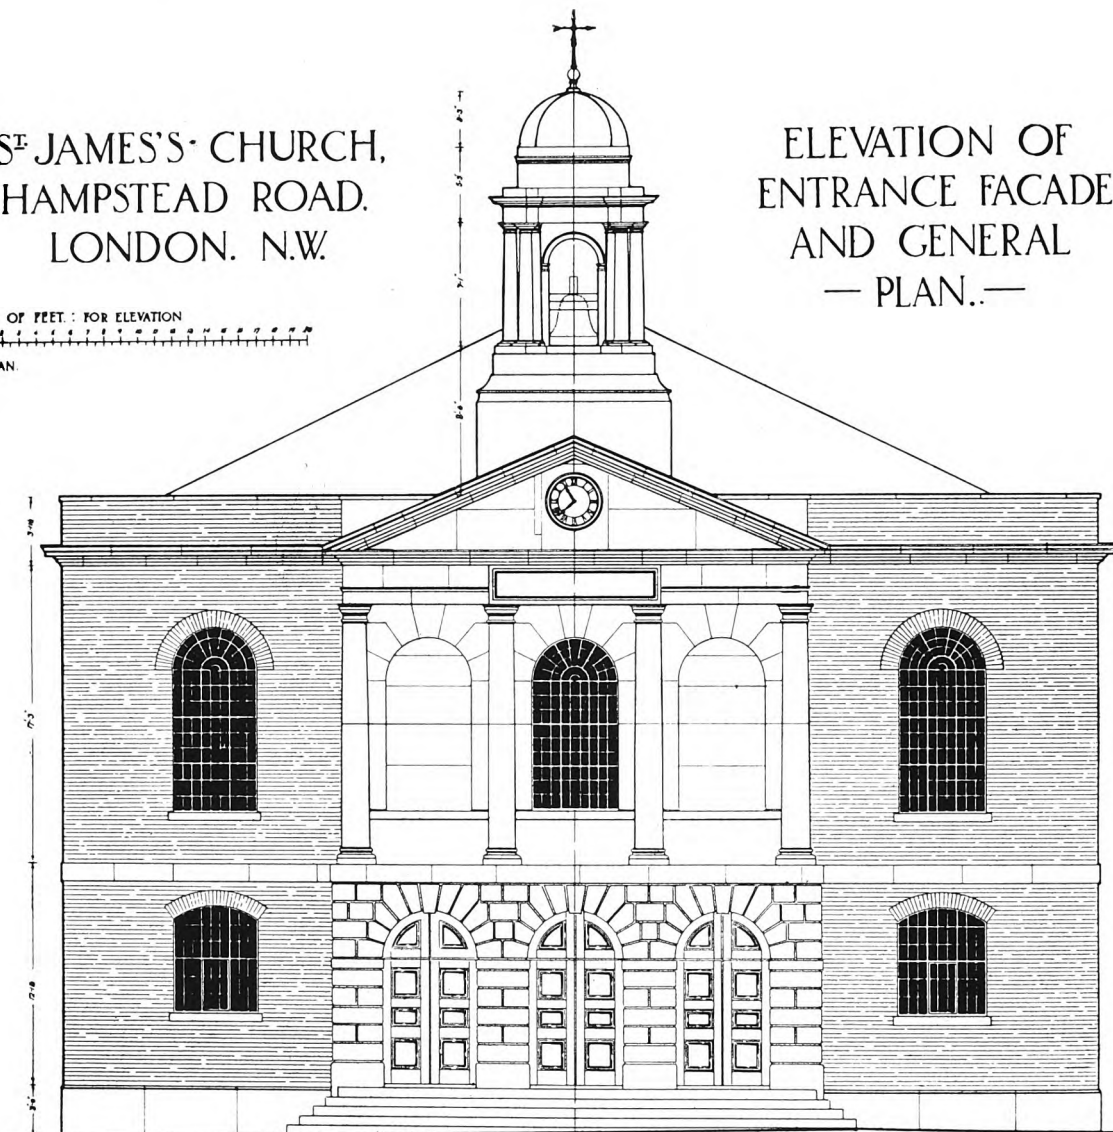 ST. JAMES'S· CHURCH,
HAMPSTEAD ROAD.
LONDON. N.W.
ELEVATION OF
ENTRANCE FACADE
AND GENERAL
— PLAN..—
OF FEET. : FOR ELEVATION
AN.